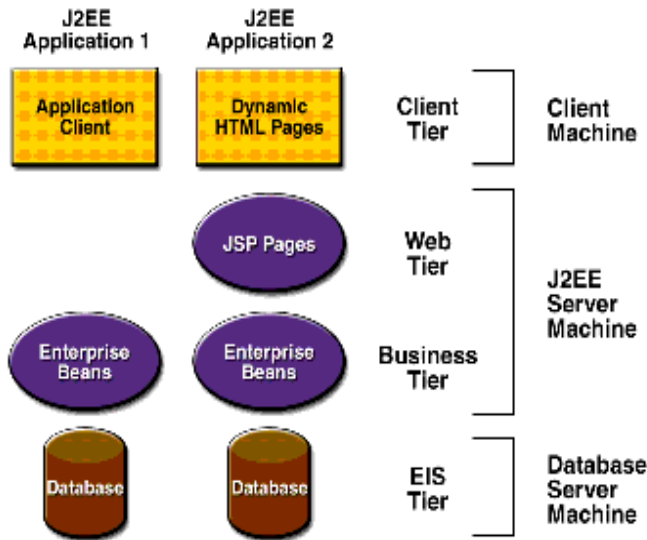 J2EE
Application 1
J2EE
Application 2
Application
Client
Dynamic
HTML Pages
Client
Tier
Client
Machine
JSP Pages
Web
Tier
J2EE
Server
Machine
Enterprise
Beans
Enterprise
Beans
Business
Tier
Database
Database
EIS
Tier
Database
Server
Machine